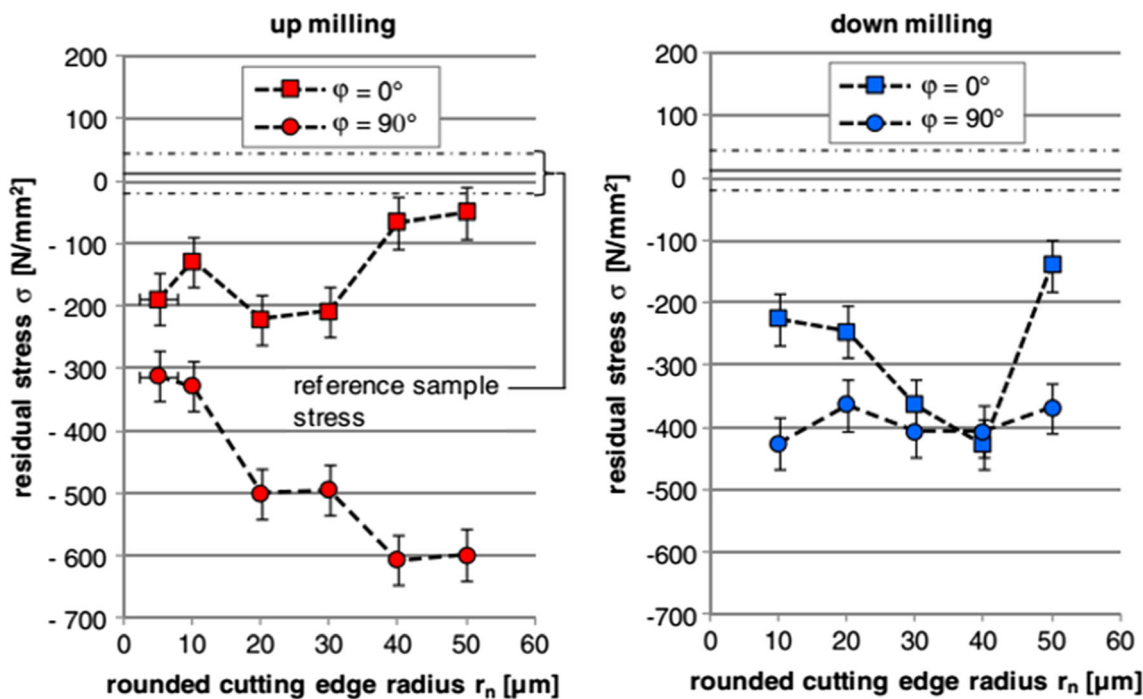 up milling
200
100
0
- 100
- 200
- 300
- 400
- 500
- 600
- 700
residual stress σ [N/mm²]
φ = 0°
φ = 90°
reference sample
stress
0 10 20 30 40 50 60
rounded cutting edge radius rₙ [µm]
down milling
200
100
0
-100
-200
-300
-400
-500
-600
-700
residual stress σ [N/mm²]
φ = 0°
φ = 90°
0 10 20 30 40 50 60
rounded cutting edge radius rₙ [µm]